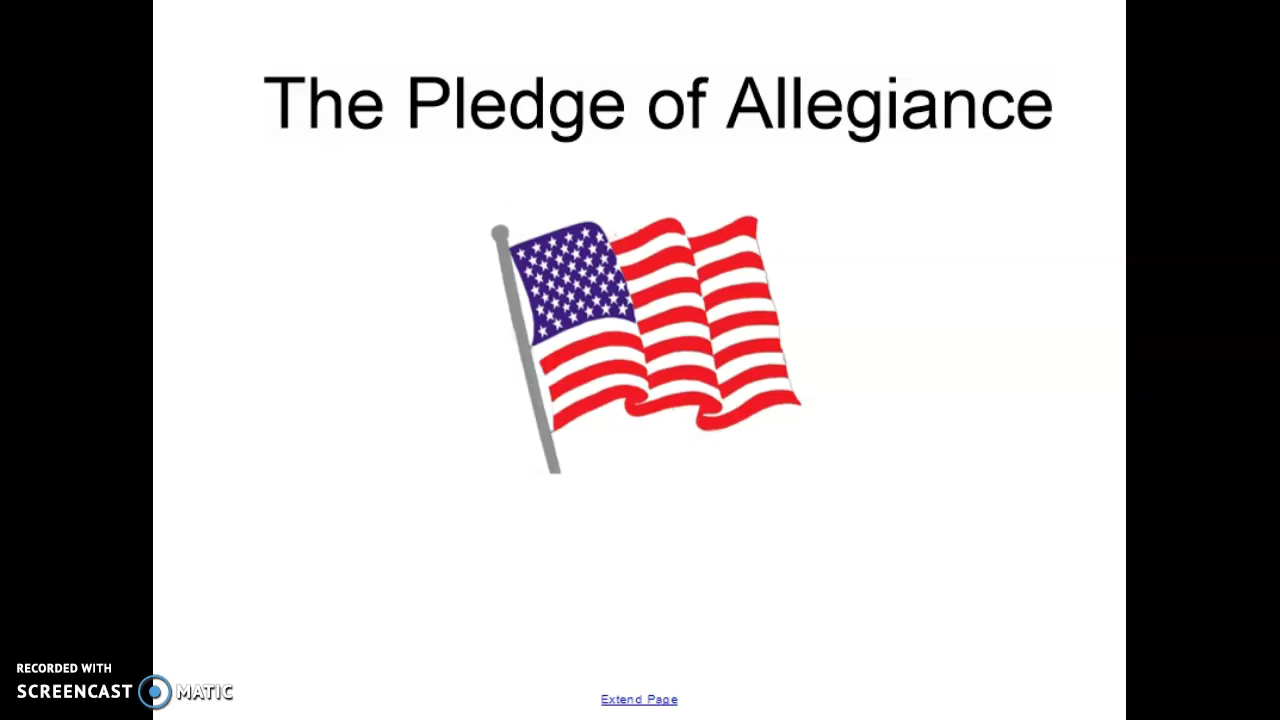 The Pledge of Allegiance
RECORDED WITH
SCREENCAST MATIC
Extend Page